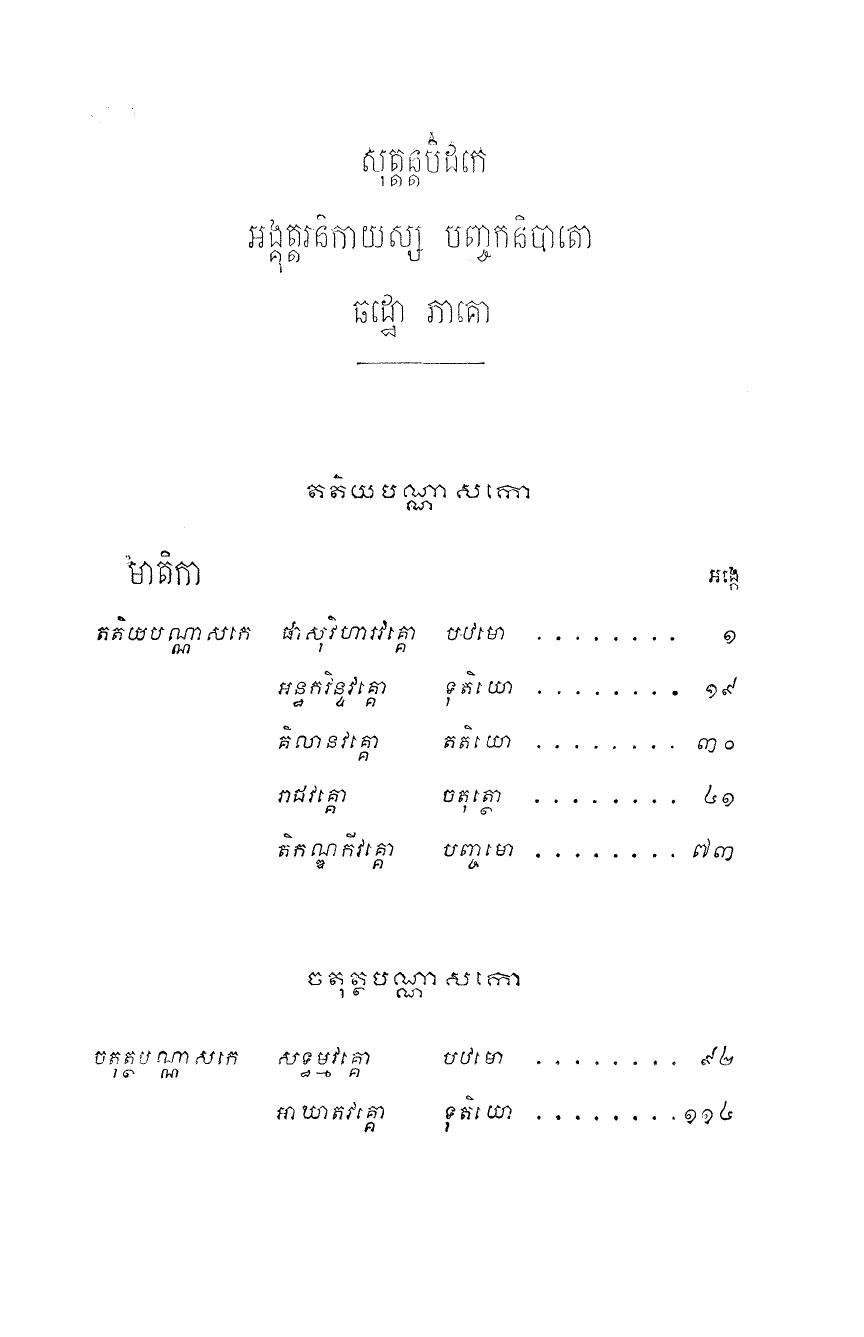 សុត្តន្តបិដកេ
អង្គុត្តរនិកាយស្ស បញ្ចកនិបាតោ
ឆដ្ឋោ ភាគោ
តតិយបណ្ណាសកោ
មាតិកា អង្កេ
តតិយបណ្ណាសកេ ផាសុវិហារវគ្គោ បឋមោ ........ ១
អន្ធកវិន្ទវគ្គោ ទុតិយោ ........ ១៩
គិលានវគ្គោ តតិយោ ........ ៣០
រាជវគ្គោ ចតុត្ថោ ........ ៤១
តិកណ្ឌកីវគ្គោ បញ្ចមោ ........ ៧៣
ចតុត្ថបណ្ណាសកោ
ចតុត្ថបណ្ណាសកេ សទ្ធម្មវគ្គោ បឋមោ ........ ៩២
អាឃាតវគ្គោ ទុតិយោ ........ ១១៤